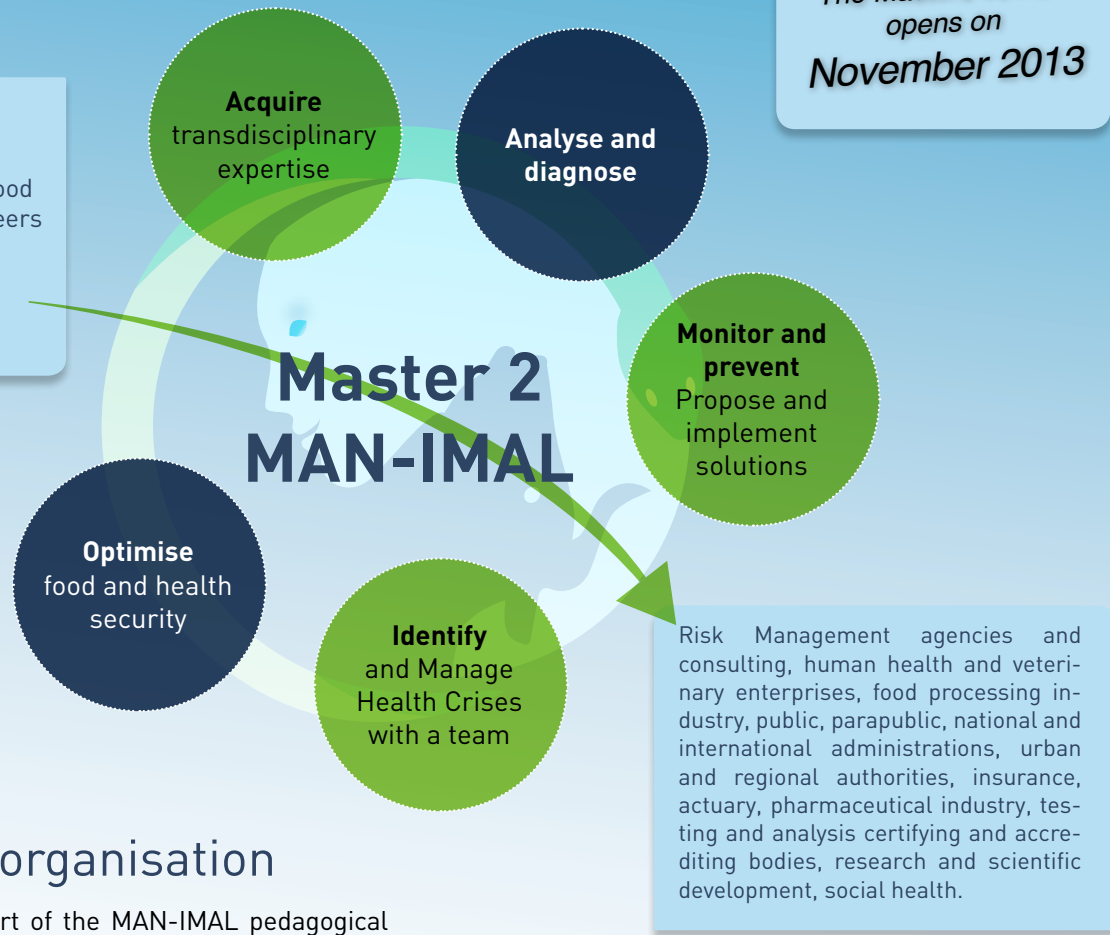 opens on
November 2013
Acquire
transdisciplinary
expertise
Analyse and
diagnose
Monitor and
prevent
Propose and
implement
solutions
Master 2
MAN-IMAL
Optimise
food and health
security
Identify
and Manage
Health Crises
with a team
Risk Management agencies and
consulting, human health and veteri-
nary enterprises, food processing in-
dustry, public, parapublic, national and
international administrations, urban
and regional authorities, insurance,
actuary, pharmaceutical industry, tes-
ting and analysis certifying and accre-
diting bodies, research and scientific
development, social health.
organisation
of the MAN-IMAL pedagogical